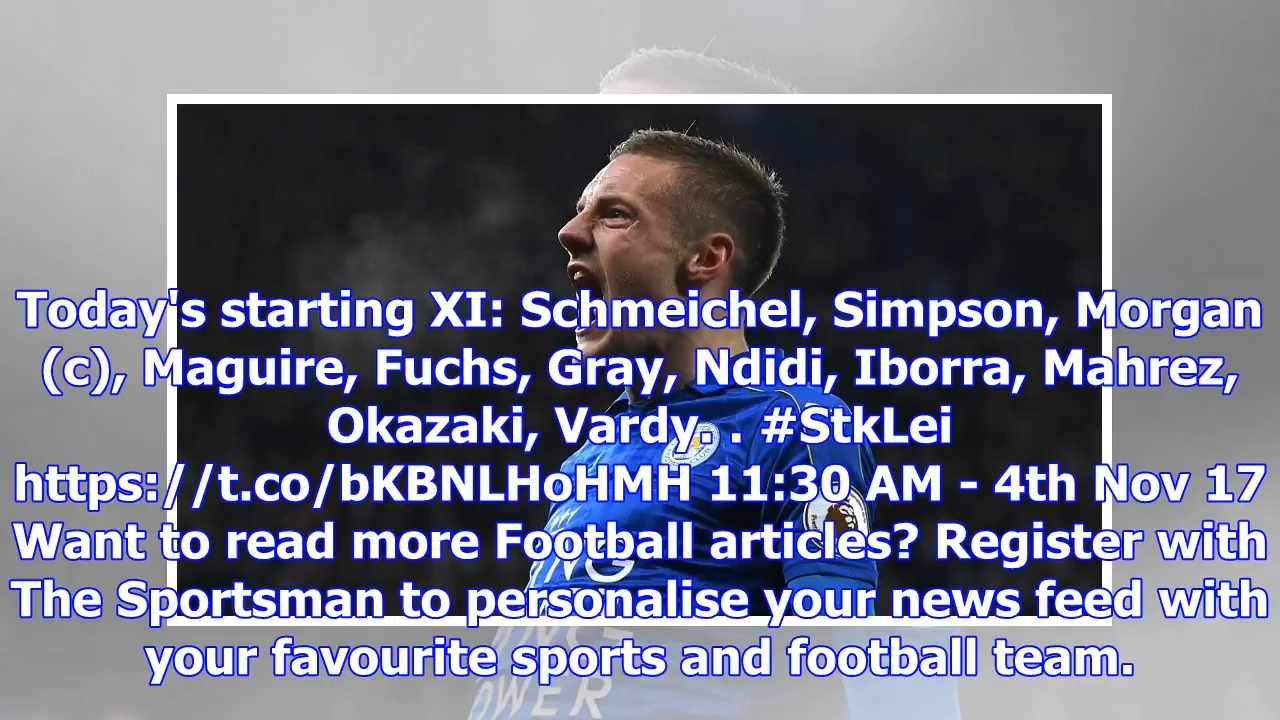 Today's starting XI: Schmeichel, Simpson, Morgan
(c), Maguire, Fuchs, Gray, Ndidi, Iborra, Mahrez,
Okazaki, Vardy. . #StkLei
https://t.co/bKBNLHoHMH 11:30 AM - 4th Nov 17
Want to read more Football articles? Register with
The Sportsman to personalise your news feed with
your favourite sports and football team.
OWER